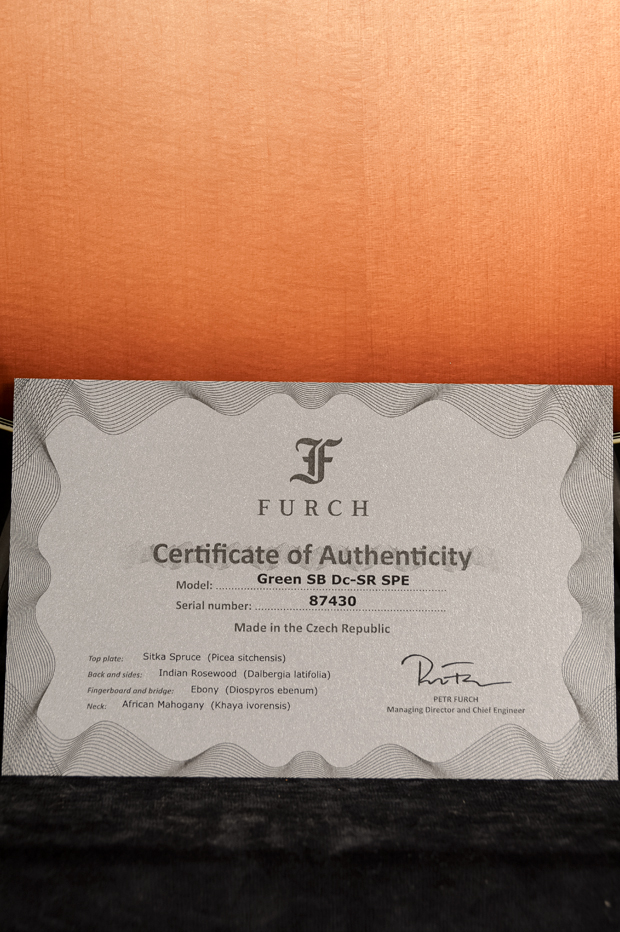 F
FURCH
Certificate of Authenticity
Model: Green SB Dc-SR SPE
Serial number: 87430
Made in the Czech Republic
Top plate: Sitka Spruce (Picea sitchensis)
Back and sides: Indian Rosewood (Dalbergia latifolia)
Fingerboard and bridge: Ebony (Diospyros ebenum)
Neck: African Mahogany (Khaya ivorensis)
PETR FURCH
Managing Director and Chief Engineer